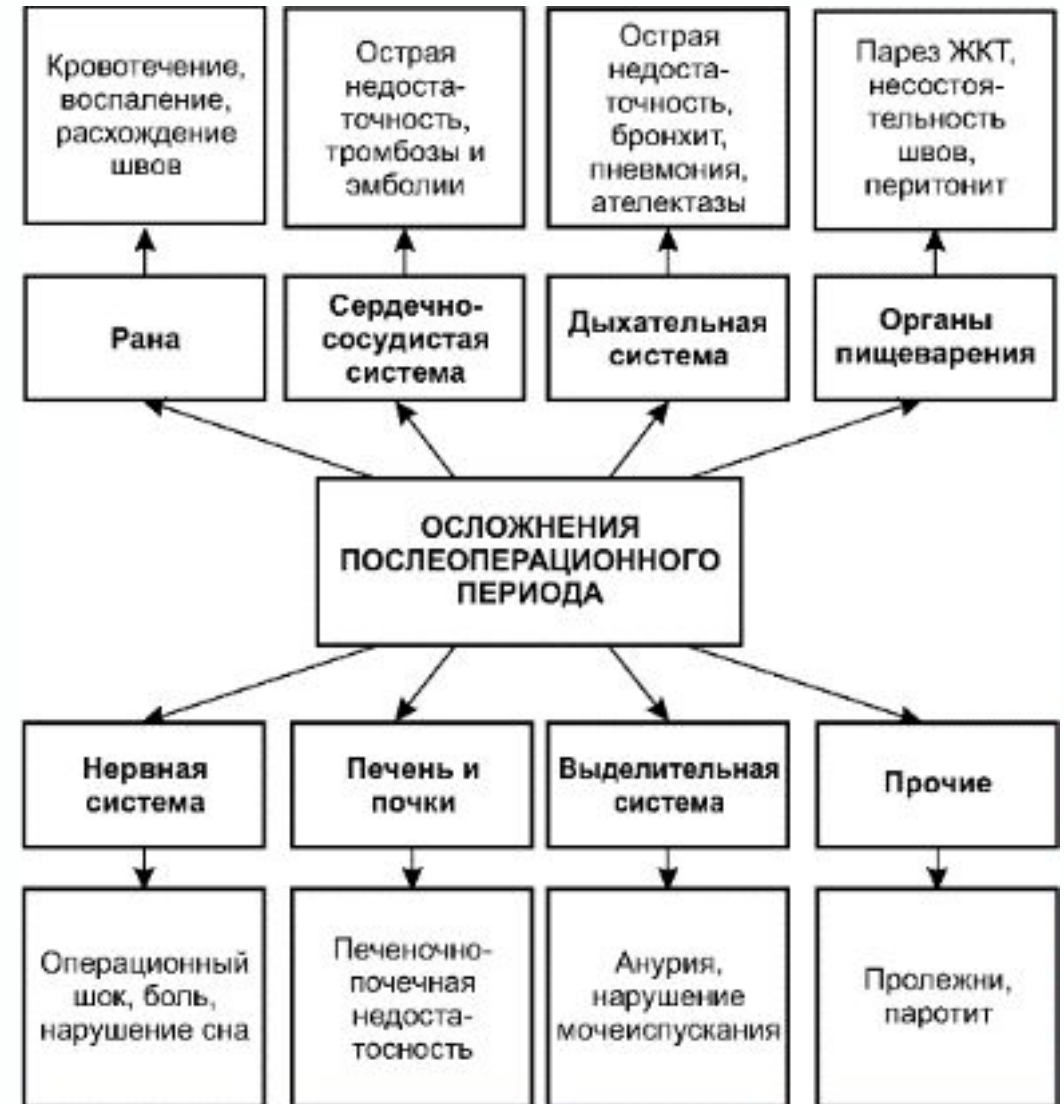 Кровотечение,
воспаление,
расхождение
швов
Острая
недоста-
точность,
тромбозы и
эмболии
Острая
недоста-
точность,
бронхит,
пневмония,
ателектазы
Парез ЖКТ,
несостоя-
тельность
швов,
перитонит
Рана
Сердечно-
сосудистая
система
Дыхательная
система
Органы
пищеварения
ОСЛОЖНЕНИЯ
ПОСЛЕОПЕРАЦИОННОГО
ПЕРИОДА
Нервная
система
Печень и
почки
Выделительная
система
Прочие
Операционный
шок, боль,
нарушение сна
Печеночно-
почечная
недоста-
тосность
Анурия,
нарушение
мочеиспускания
Пролежни,
паротит